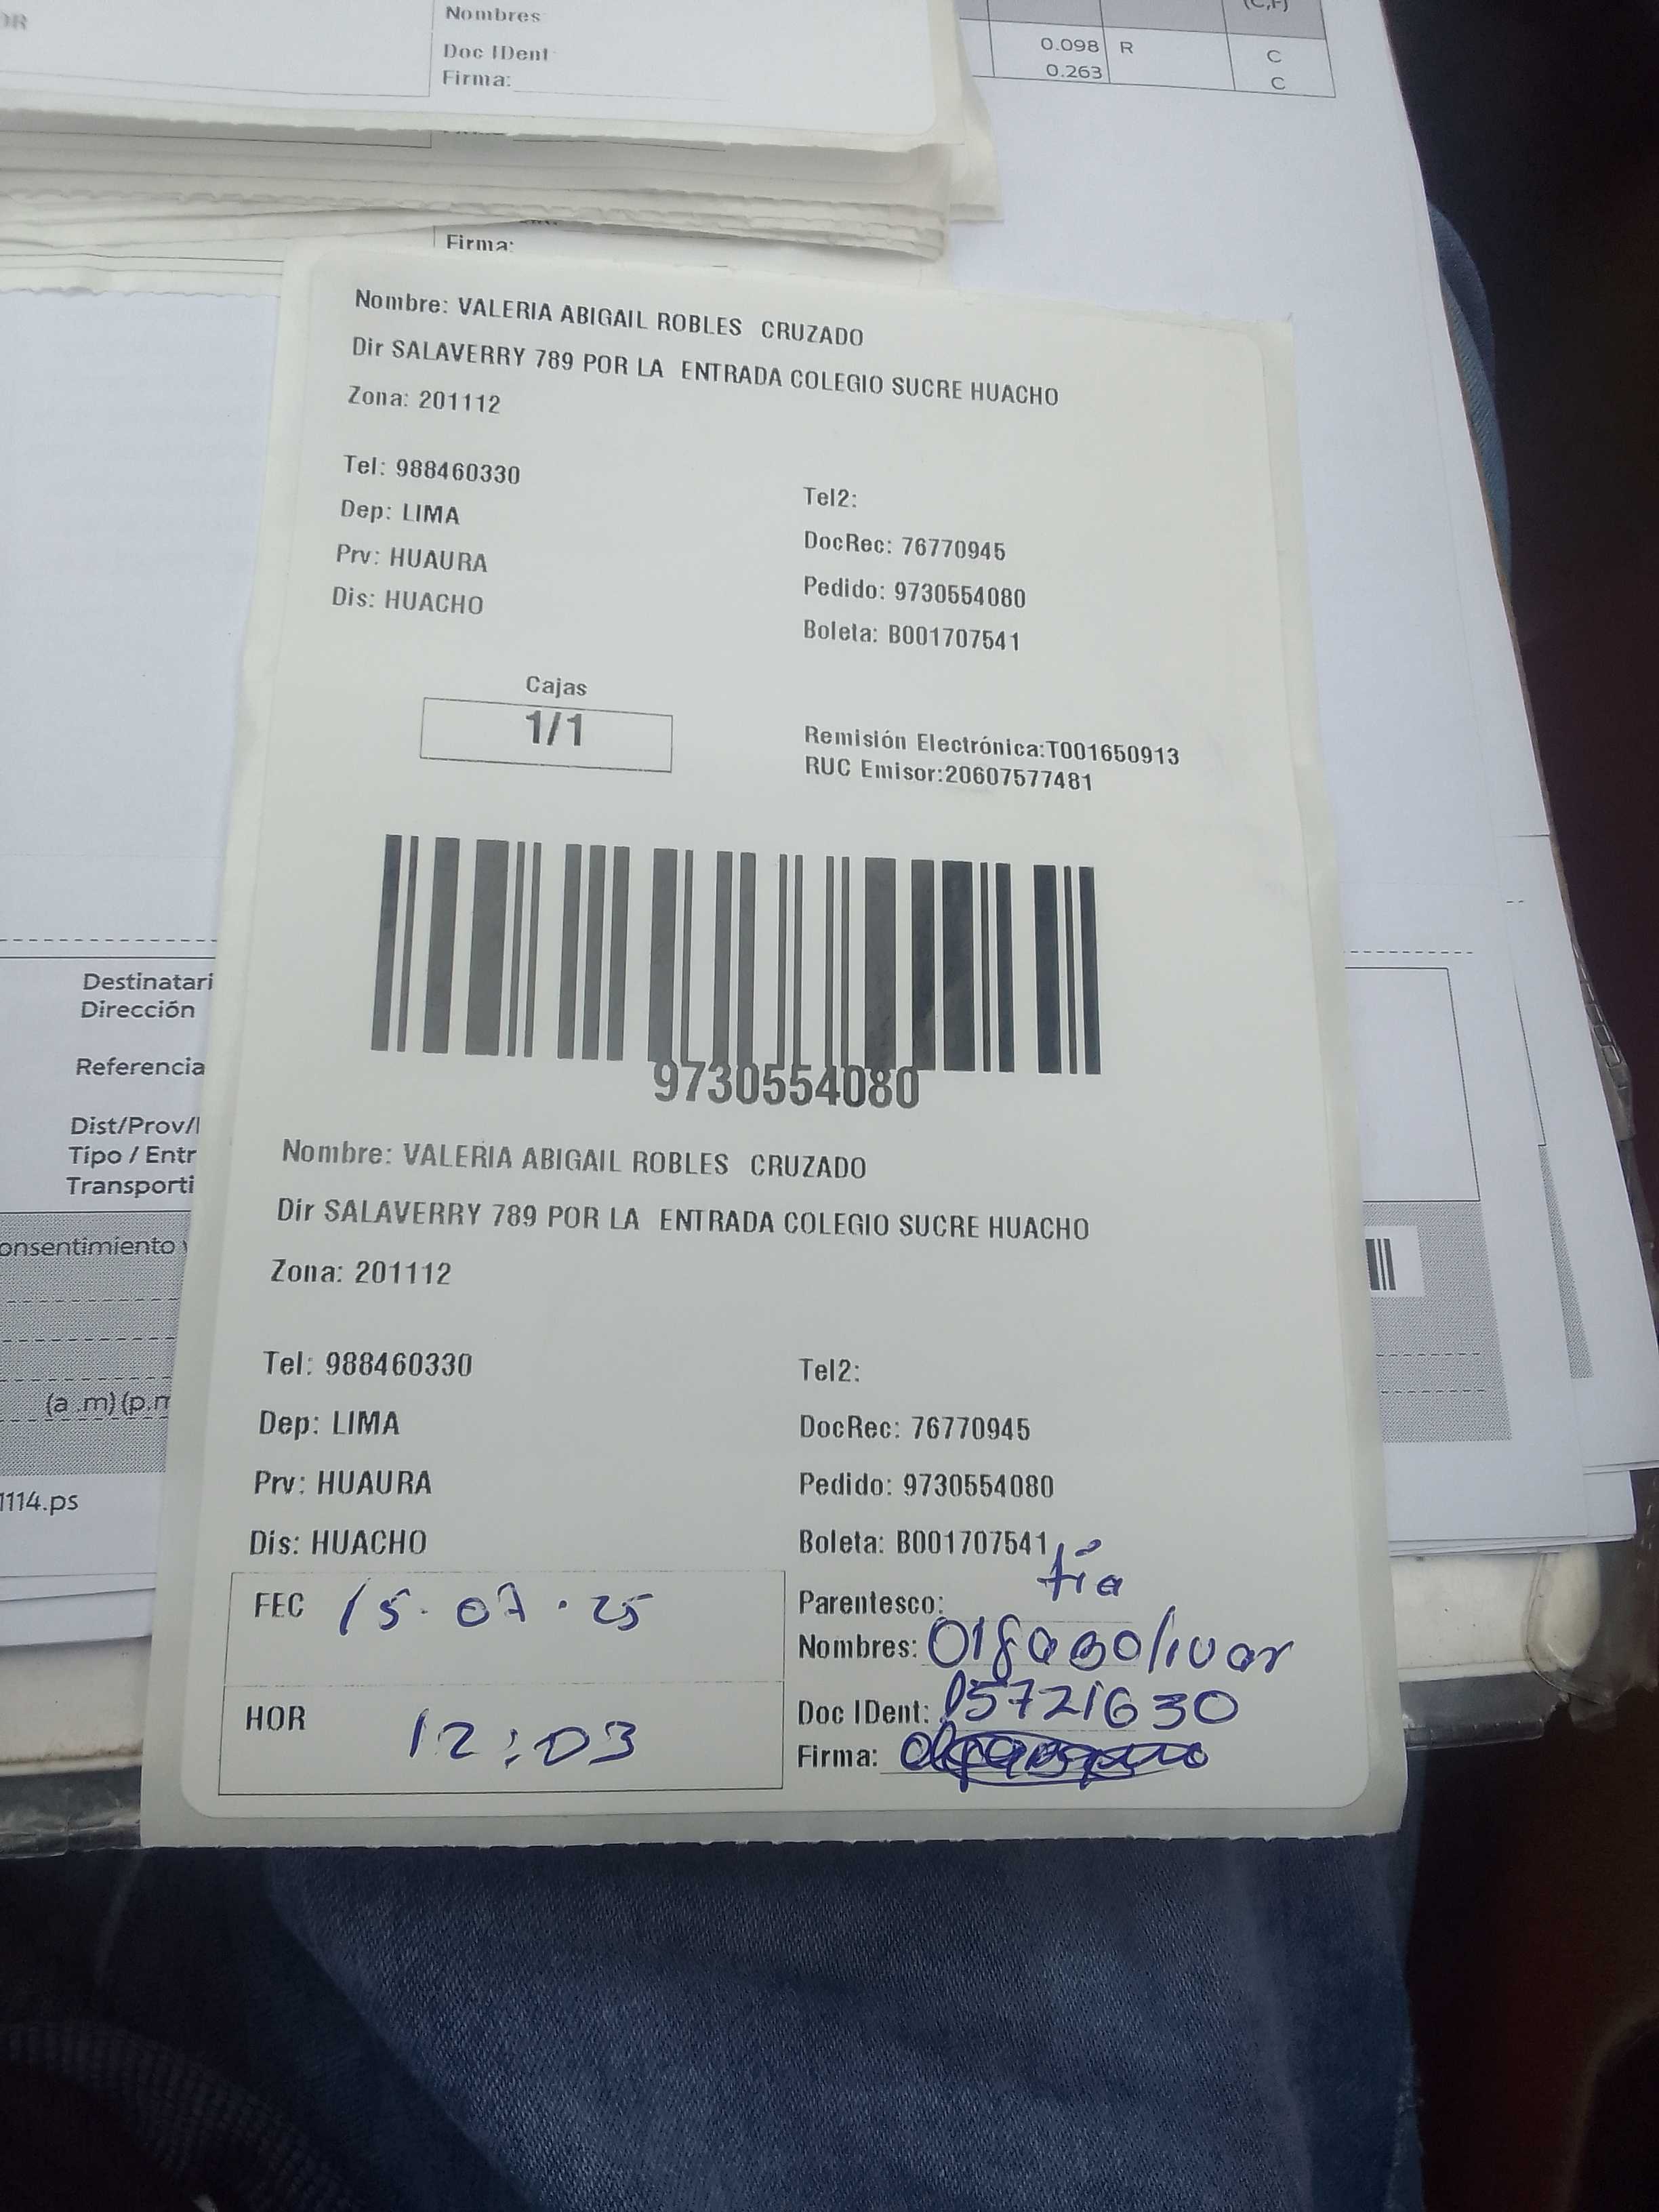 OR
Nombres
Doc IDent
Firma:
(C,F)
0.098 R C
0.263 C
Firma:
Nombre: VALERIA ABIGAIL ROBLES CRUZADO
Dir SALAVERRY 789 POR LA ENTRADA COLEGIO SUCRE HUACHO
Zona: 201112
Tel: 988460330
Tel2:
Dep: LIMA
DocRec: 76770945
Prv: HUAURA
Pedido: 9730554080
Dis: HUACHO
Boleta: B001707541
Cajas
1/1
Remisión Electrónica:T001650913
RUC Emisor:20607577481
9730554080
Destinatari
Dirección
Referencia
Dist/Prov/
Tipo / Entr
Transporti
onsentimiento
(a .m)(p.m
1114.ps
Nombre: VALERIA ABIGAIL ROBLES CRUZADO
Dir SALAVERRY 789 POR LA ENTRADA COLEGIO SUCRE HUACHO
Zona: 201112
Tel: 988460330
Tel2:
Dep: LIMA
DocRec: 76770945
Prv: HUAURA
Pedido: 9730554080
Dis: HUACHO
Boleta: B001707541
FEC 15-07-25
Parentesco: tía
Nombres: Olga Bolivar
HOR 12:03
Doc IDent: 15721630
Firma: